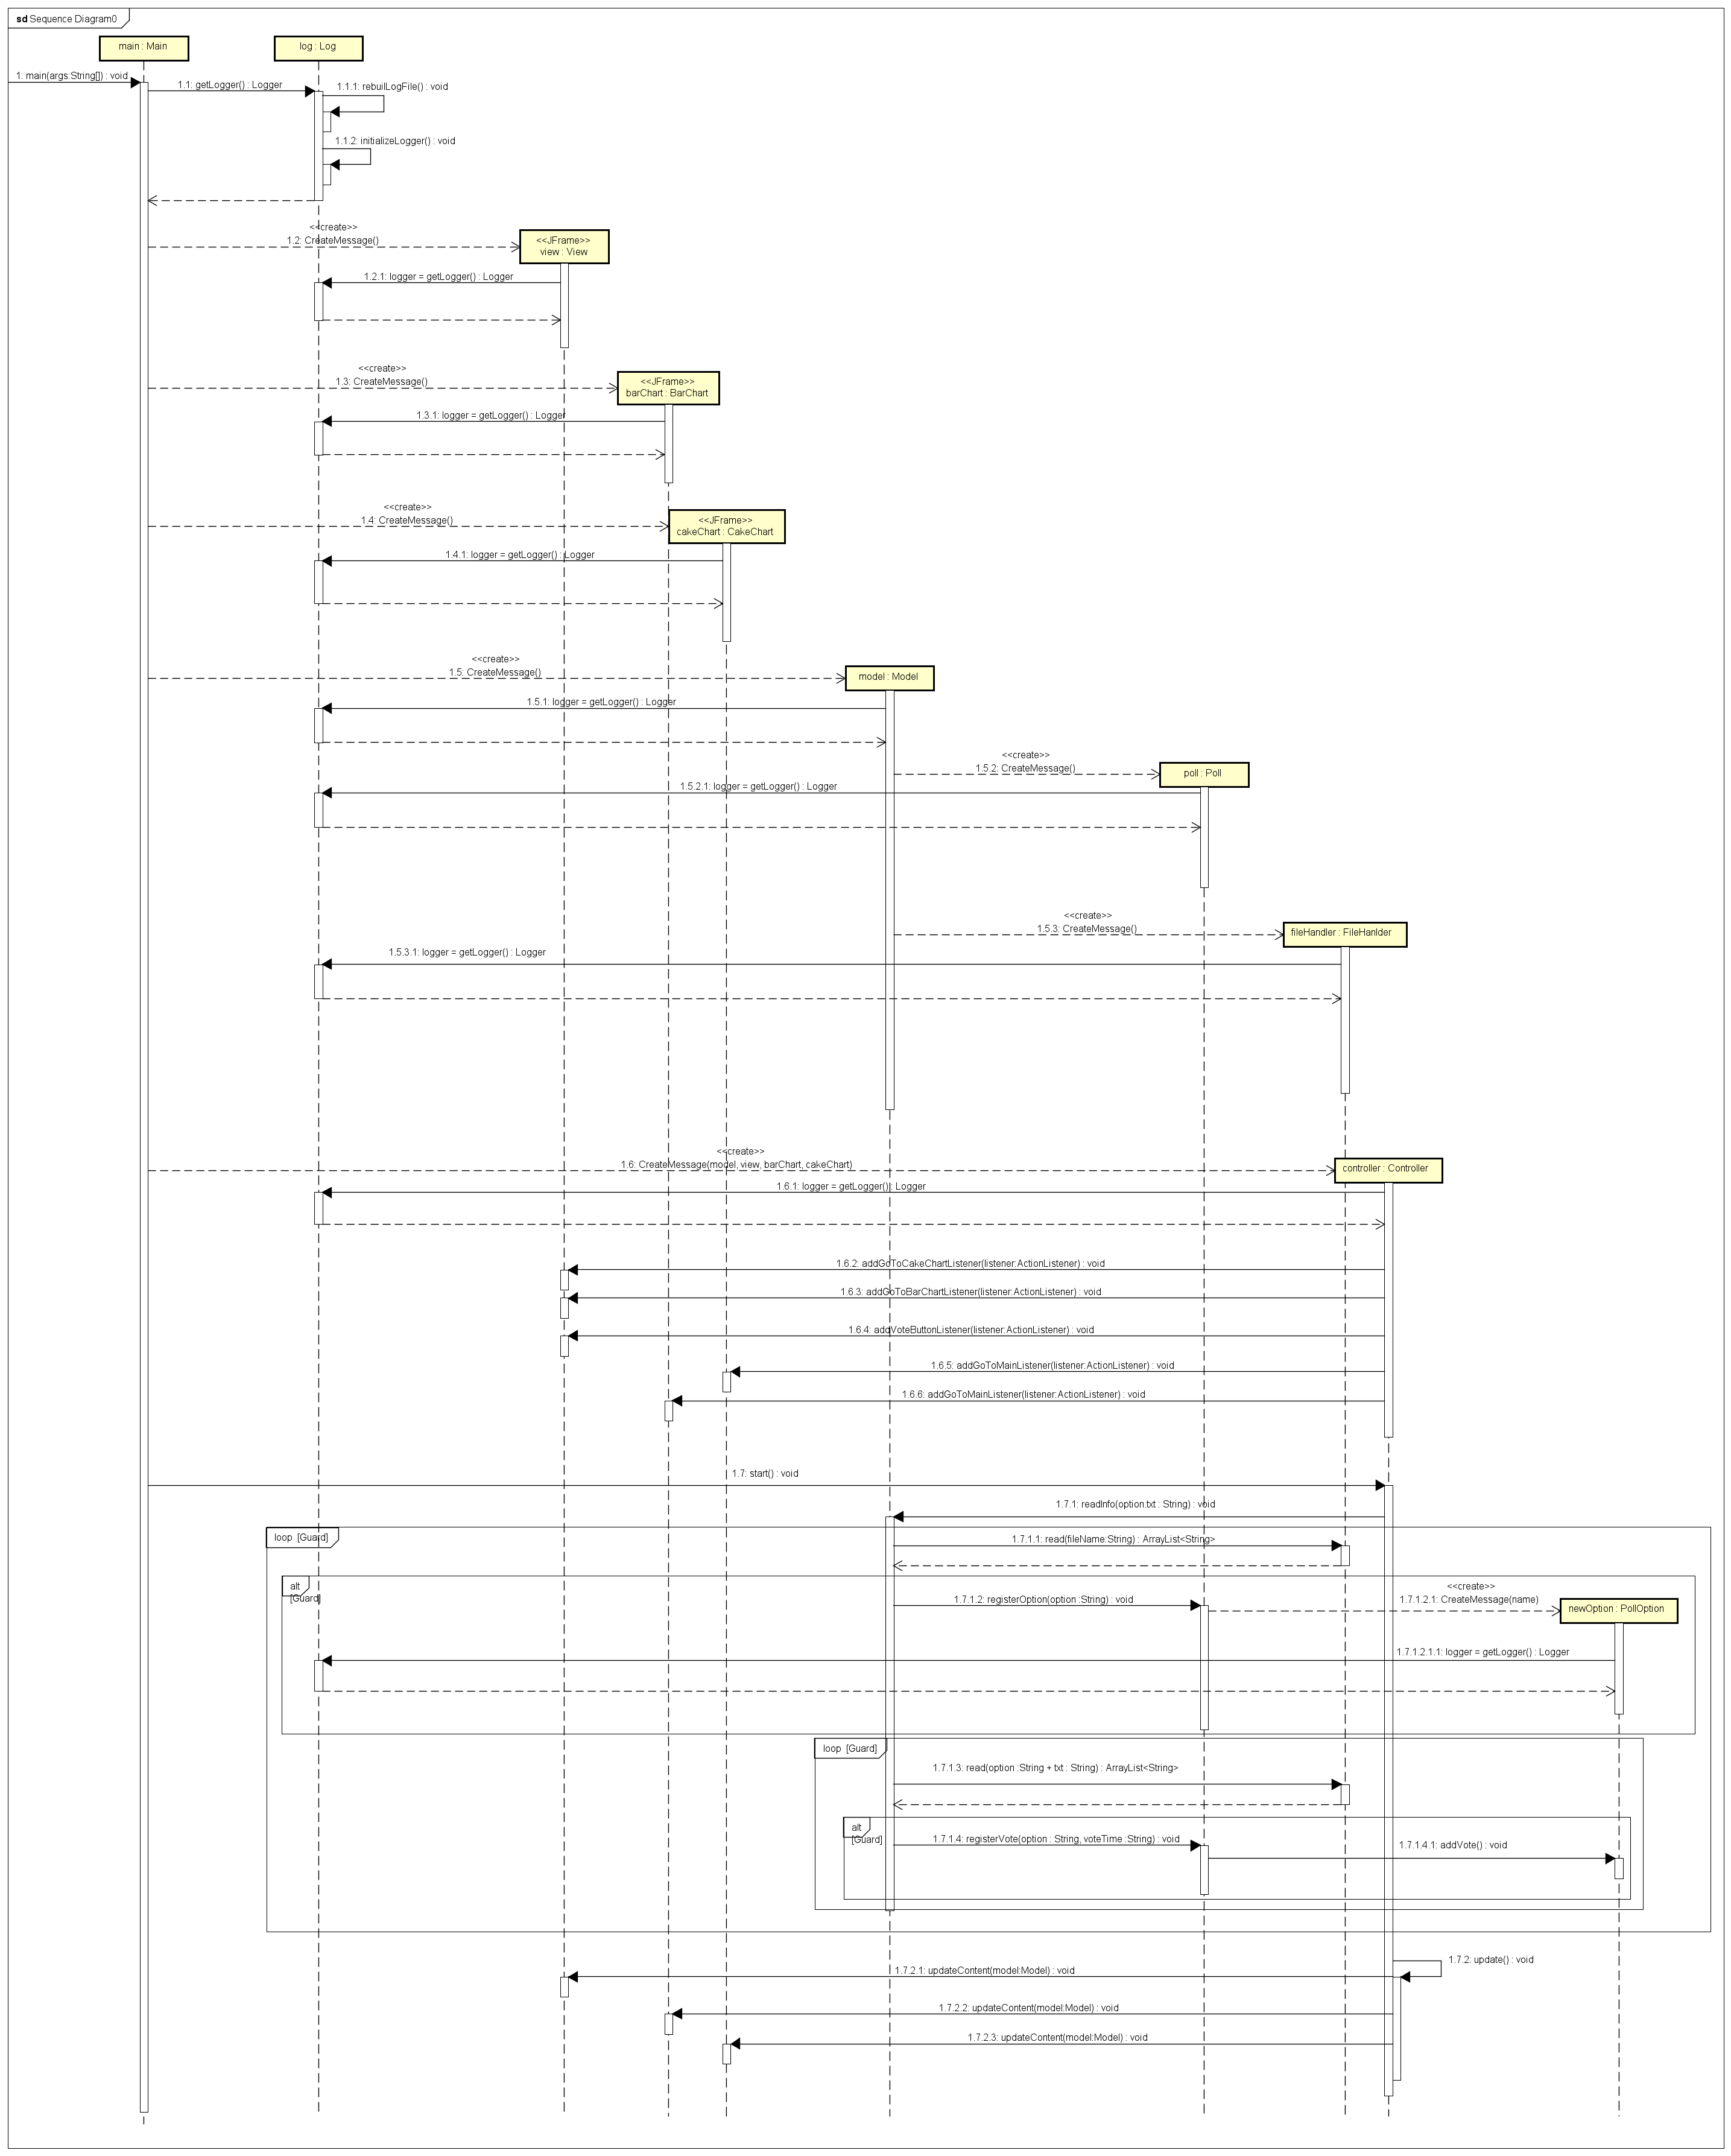 sd Sequence Diagram0
main : Main
log : Log
1: main(args:String[]) : void
1.1: getLogger() : Logger
1.1.1: rebuilLogFile() : void
1.1.2: initializeLogger() : void
<<create>>
1.2: CreateMessage()
<<JFrame>>
view : View
1.2.1: logger = getLogger() : Logger
<<create>>
1.3: CreateMessage()
<<JFrame>>
barChart : BarChart
1.3.1: logger = getLogger() : Logger
<<create>>
1.4: CreateMessage()
<<JFrame>>
cakeChart : CakeChart
1.4.1: logger = getLogger() : Logger
<<create>>
1.5: CreateMessage()
model : Model
1.5.1: logger = getLogger() : Logger
<<create>>
1.5.2: CreateMessage()
poll : Poll
1.5.2.1: logger = getLogger() : Logger
<<create>>
1.5.3: CreateMessage()
fileHandler : FileHanlder
1.5.3.1: logger = getLogger() : Logger
<<create>>
1.6: CreateMessage(model, view, barChart, cakeChart)
controller : Controller
1.6.1: logger = getLogger() : Logger
1.6.2: addGoToCakeChartListener(listener:ActionListener) : void
1.6.3: addGoToBarChartListener(listener:ActionListener) : void
1.6.4: addVoteButtonListener(listener:ActionListener) : void
1.6.5: addGoToMainListener(listener:ActionListener) : void
1.6.6: addGoToMainListener(listener:ActionListener) : void
1.7: start() : void
1.7.1: readInfo(option.txt : String) : void
loop [Guard]
1.7.1.1: read(fileName:String) : ArrayList<String>
alt
[Guard]
1.7.1.2: registerOption(option :String) : void
<<create>>
1.7.1.2.1: CreateMessage(name)
newOption : PollOption
1.7.1.2.1.1: logger = getLogger() : Logger
loop [Guard]
1.7.1.3: read(option :String + txt : String) : ArrayList<String>
alt
[Guard]
1.7.1.4: registerVote(option : String, voteTime :String) : void
1.7.1.4.1: addVote() : void
1.7.2: update() : void
1.7.2.1: updateContent(model:Model) : void
1.7.2.2: updateContent(model:Model) : void
1.7.2.3: updateContent(model:Model) : void